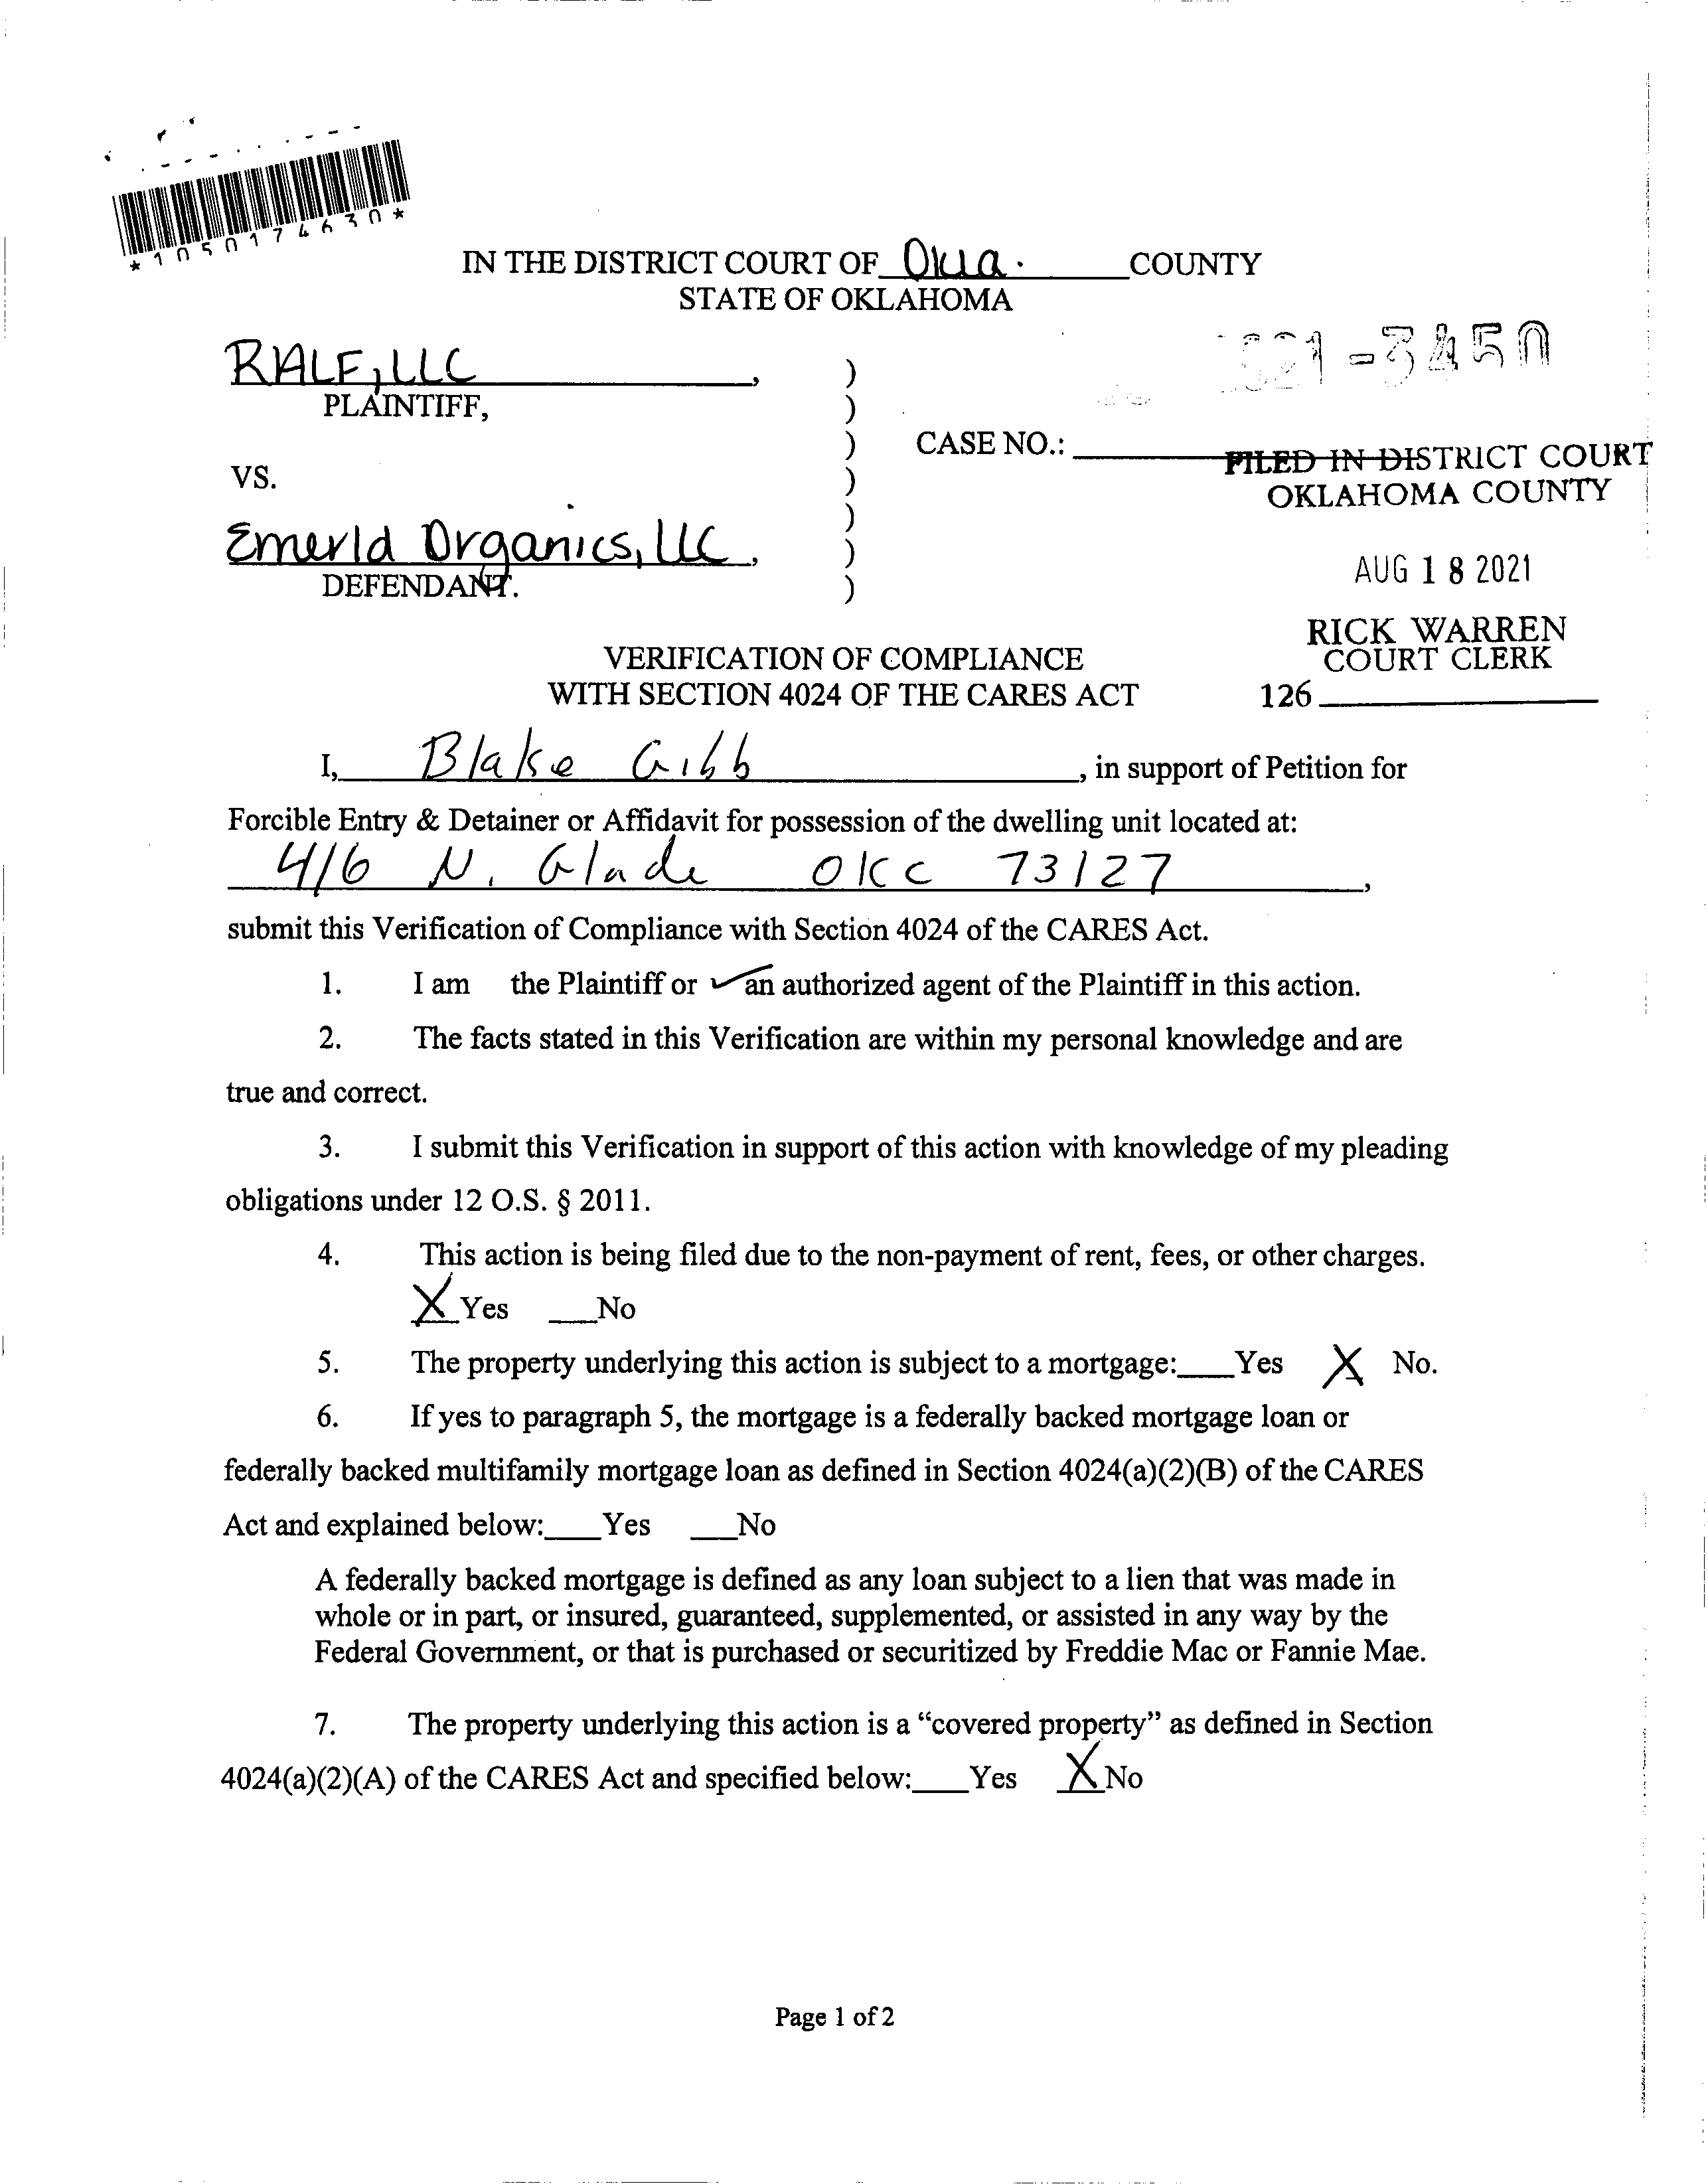 *1050174630*
IN THE DISTRICT COURT OF Okla. COUNTY
STATE OF OKLAHOMA
RALF, LLC,
PLAINTIFF,
VS.
Emerld Organics, LLC.,
DEFENDANT.
)
)
)
)
)
)
)
2021-3450
CASE NO.:
FILED IN DISTRICT COURT
OKLAHOMA COUNTY
AUG 18 2021
RICK WARREN
COURT CLERK
126
VERIFICATION OF COMPLIANCE
WITH SECTION 4024 OF THE CARES ACT
I, Blake Gibb, in support of Petition for
Forcible Entry & Detainer or Affidavit for possession of the dwelling unit located at:
416 N. Glade OKC 73127,
submit this Verification of Compliance with Section 4024 of the CARES Act.
1. I am the Plaintiff or ✓ an authorized agent of the Plaintiff in this action.
2. The facts stated in this Verification are within my personal knowledge and are
true and correct.
3. I submit this Verification in support of this action with knowledge of my pleading
obligations under 12 O.S. § 2011.
4. This action is being filed due to the non-payment of rent, fees, or other charges.
X Yes ___No
5. The property underlying this action is subject to a mortgage:___Yes X No.
6. If yes to paragraph 5, the mortgage is a federally backed mortgage loan or
federally backed multifamily mortgage loan as defined in Section 4024(a)(2)(B) of the CARES
Act and explained below:___Yes ___No
A federally backed mortgage is defined as any loan subject to a lien that was made in
whole or in part, or insured, guaranteed, supplemented, or assisted in any way by the
Federal Government, or that is purchased or securitized by Freddie Mac or Fannie Mae.
7. The property underlying this action is a “covered property” as defined in Section
4024(a)(2)(A) of the CARES Act and specified below:___Yes X No
Page 1 of 2